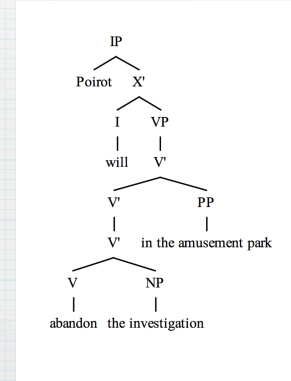 IP
Poirot X'
I VP
will V'
V' PP
V' in the amusement park
V NP
abandon the investigation